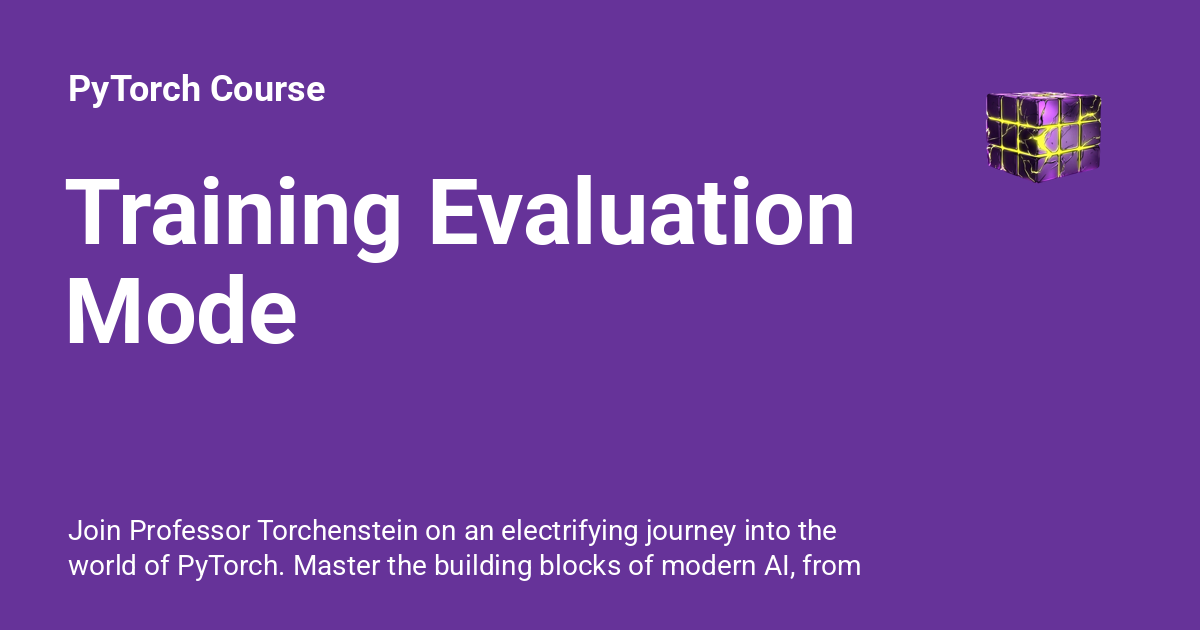 PyTorch Course
Training Evaluation
Mode
Join Professor Torchenstein on an electrifying journey into the
world of PyTorch. Master the building blocks of modern AI, from